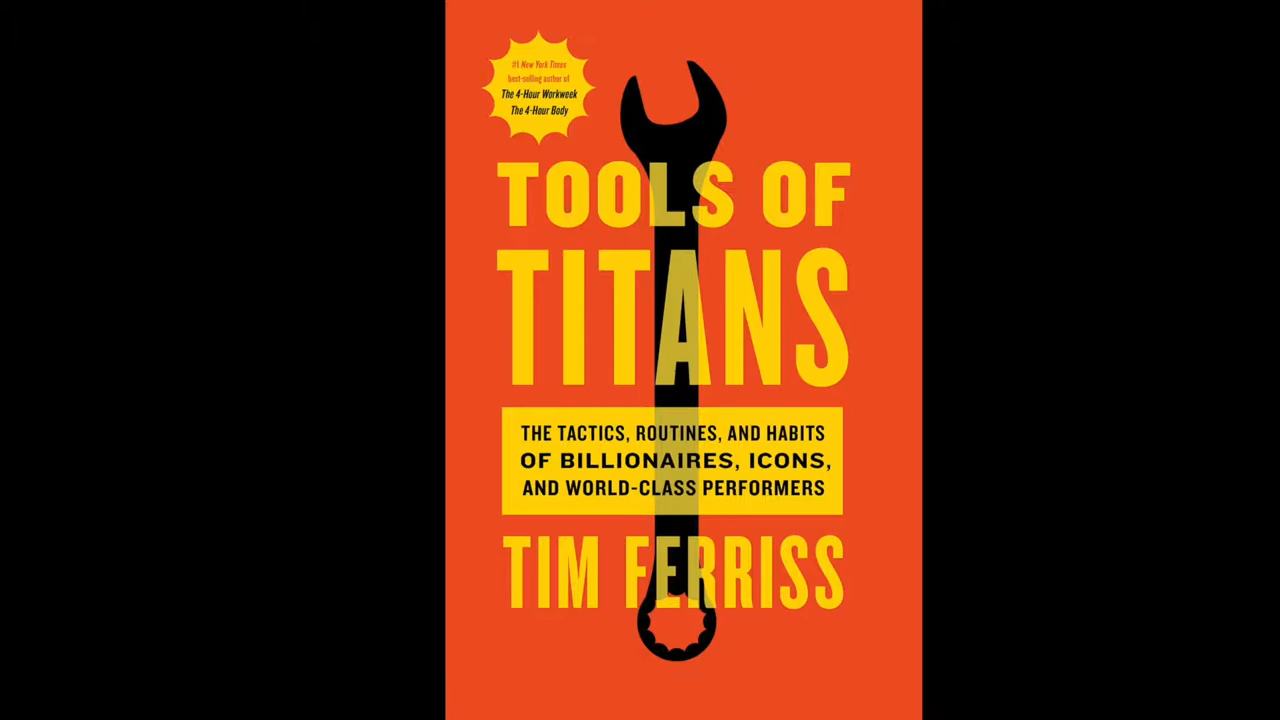 #1 New York Times
best-selling author of
The 4-Hour Workweek
The 4-Hour Body
TOOLS OF
TITANS
THE TACTICS, ROUTINES, AND HABITS
OF BILLIONAIRES, ICONS,
AND WORLD-CLASS PERFORMERS
TIM FERRISS